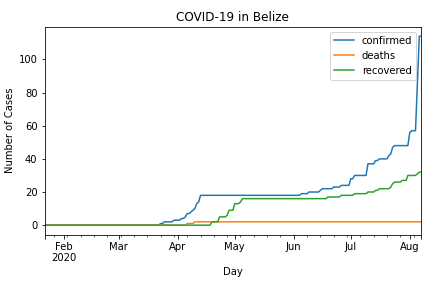 COVID-19 in Belize
confirmed
deaths
recovered
Number of Cases
100
80
60
40
20
0
Feb
2020
Mar
Apr
May
Jun
Jul
Aug
Day